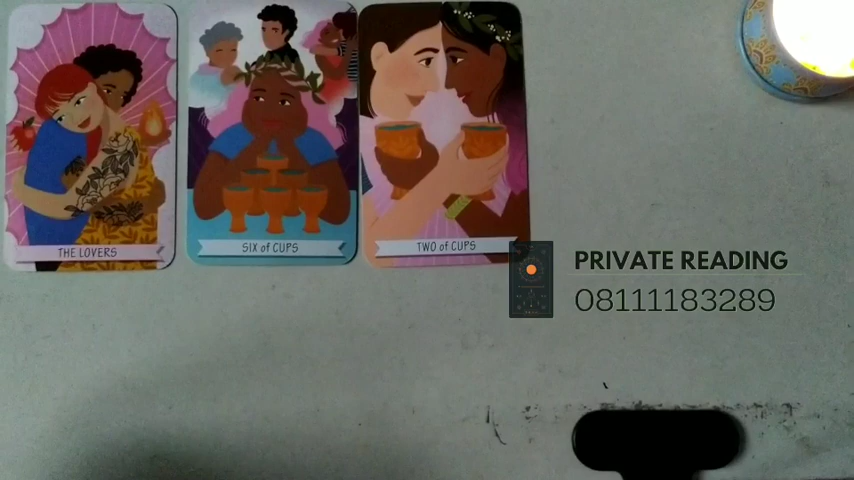 THE LOVERS
SIX of CUPS
TWO of CUPS
PRIVATE READING
08111183289